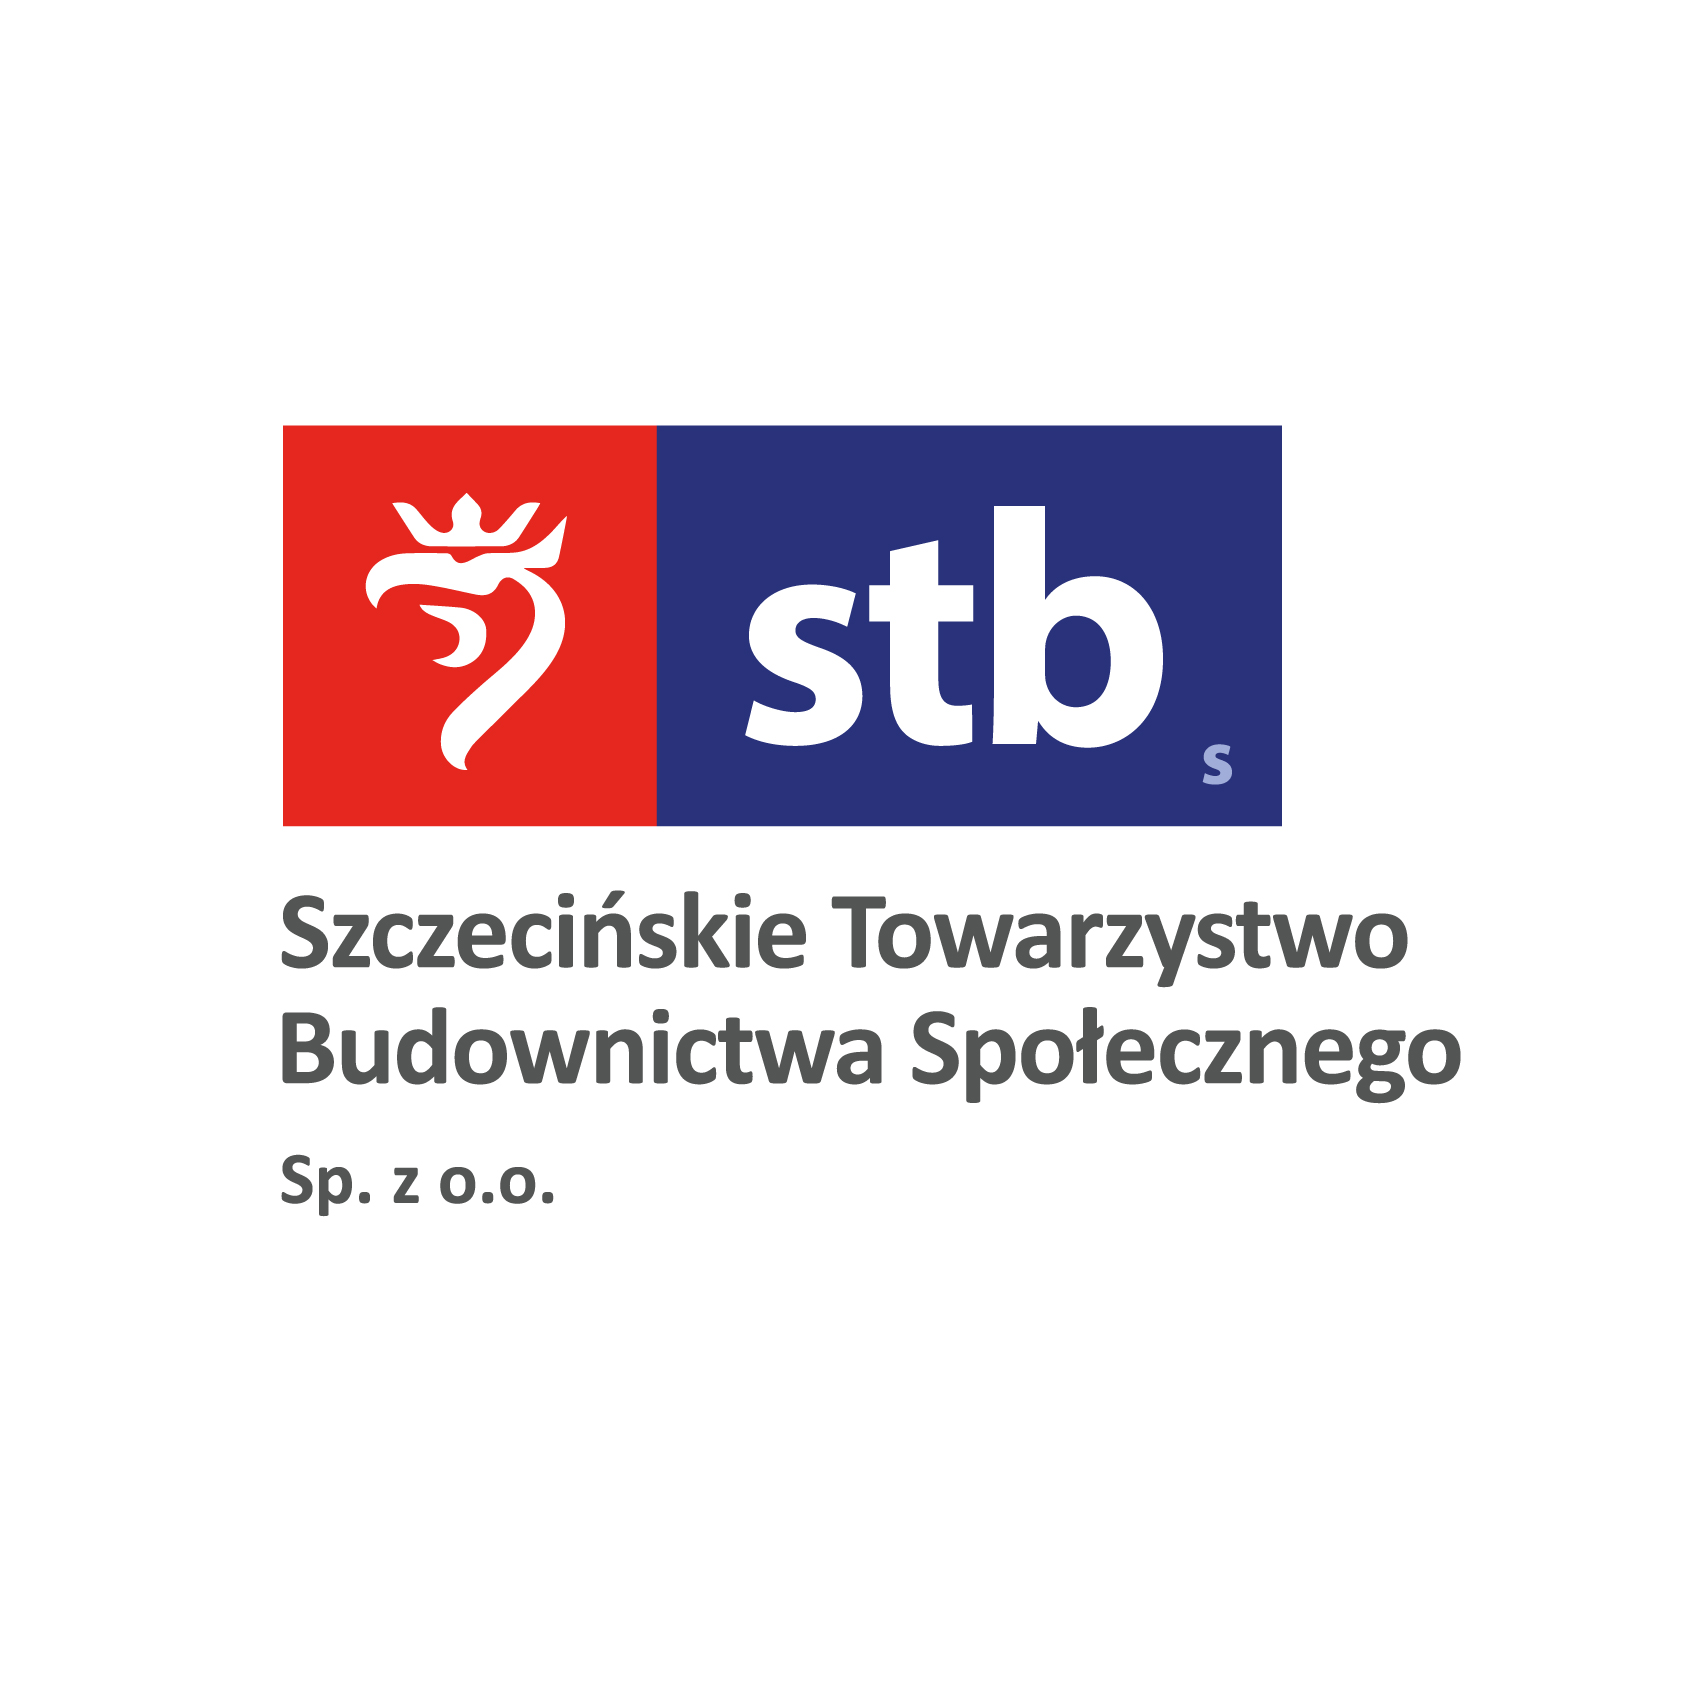 stb
s
Szczecińskie Towarzystwo
Budownictwa Społecznego
Sp. z o.o.